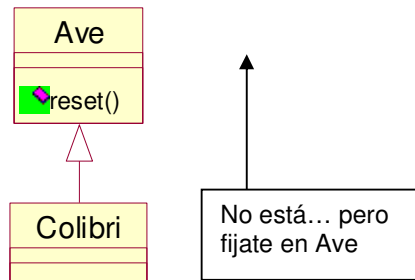 Ave
reset()
Colibri
No está... pero
fijate en Ave